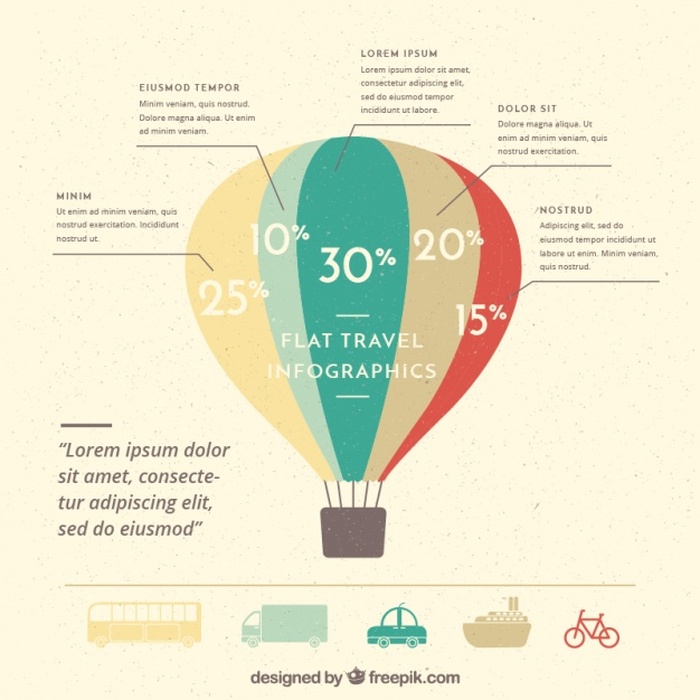 LOREM IPSUM
Lorem ipsum dolor sit amet,
consectetur adipiscing elit,
sed do eiusmod tempor
incididunt ut labore.
EIUSMOD TEMPOR
Minim veniam, quis nostrud.
Dolore magna aliqua. Ut enim
ad minim veniam.
DOLOR SIT
Dolore magna aliqua. Ut
enim ad minim veniam, quis
nostrud exercitation.
MINIM
Ut enim ad minim veniam, quis
nostrud exercitation. Incididunt
nostrud ut.
NOSTRUD
Adipiscing elit, sed do
eiusmod tempor incididunt ut
labore ut enim. Minim veniam,
quis nostrud.
10%
30%
20%
25%
15%
FLAT TRAVEL
INFOGRAPHICS
“Lorem ipsum dolor
sit amet, consecte-
tur adipiscing elit,
sed do eiusmod”
designed by freepik.com